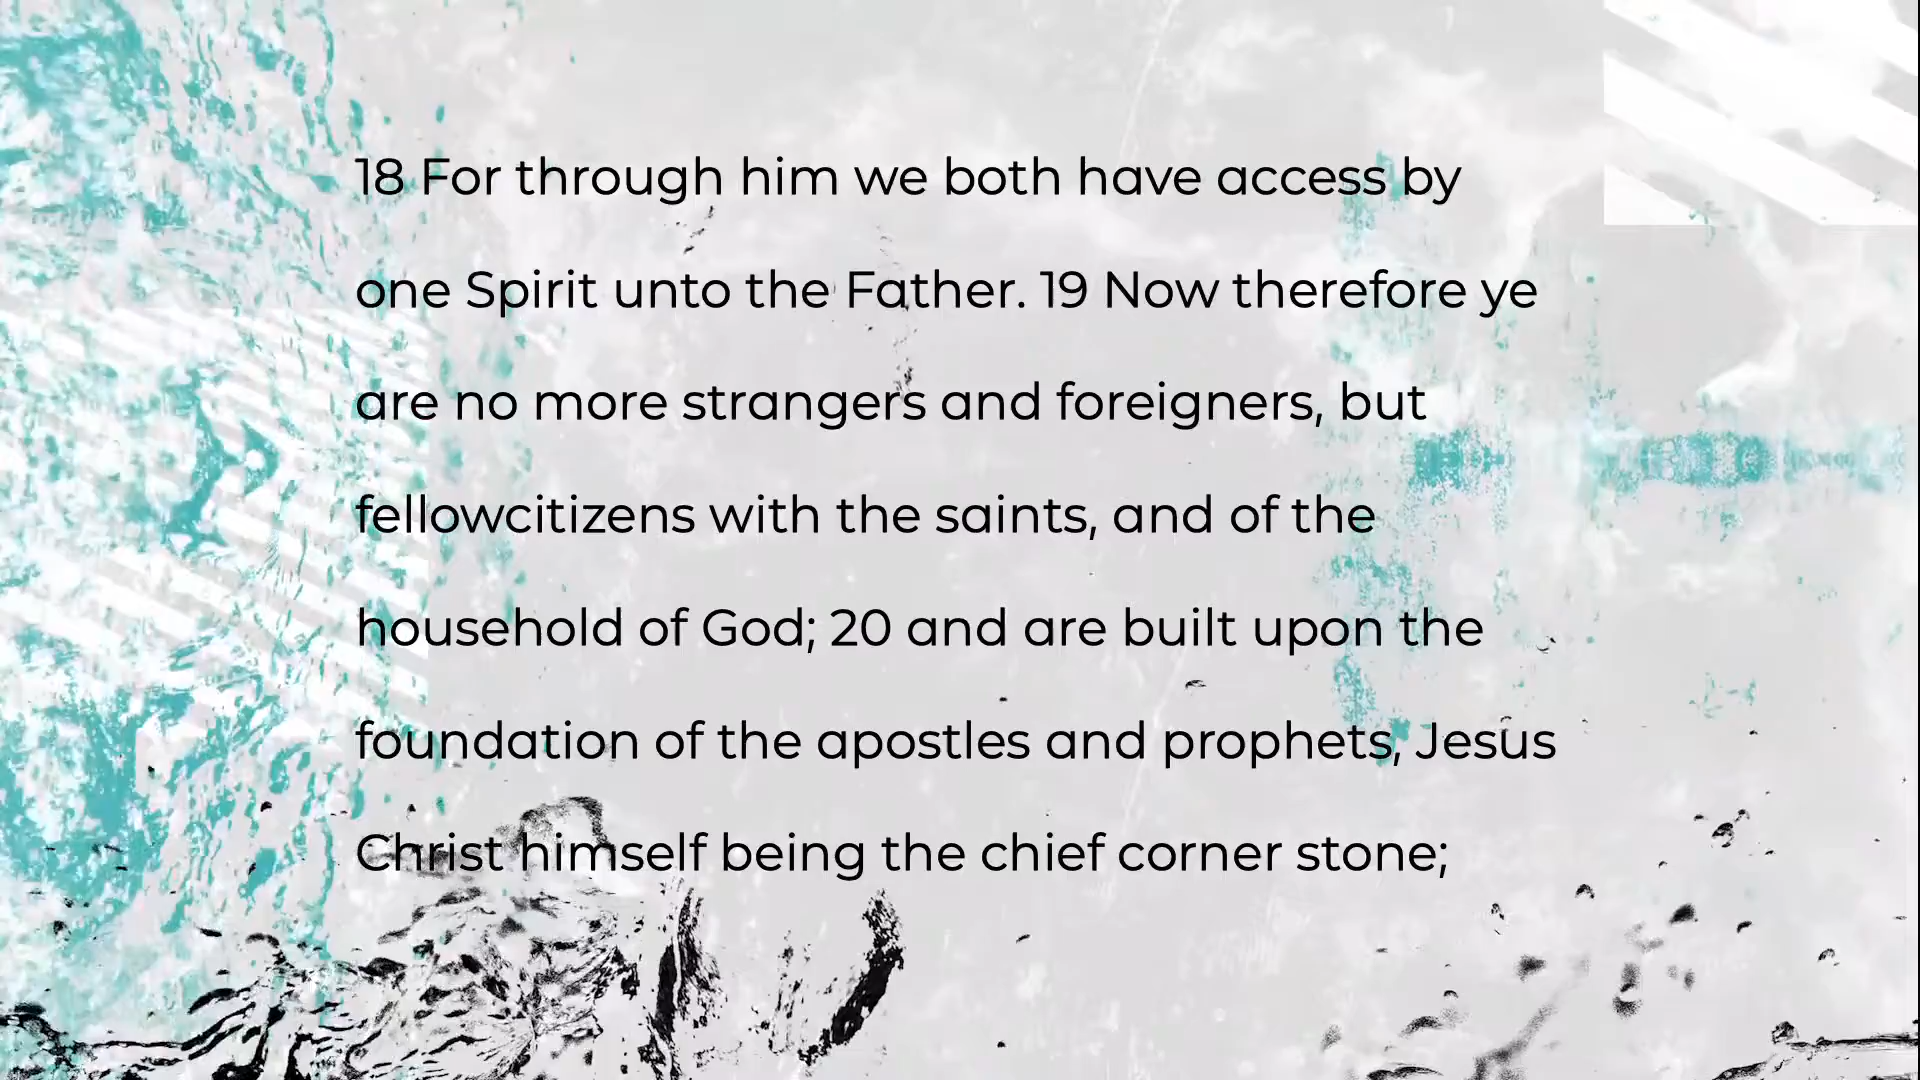 18 For through him we both have access by
one Spirit unto the Father. 19 Now therefore ye
are no more strangers and foreigners, but
fellowcitizens with the saints, and of the
household of God; 20 and are built upon the
foundation of the apostles and prophets, Jesus
Christ himself being the chief corner stone;